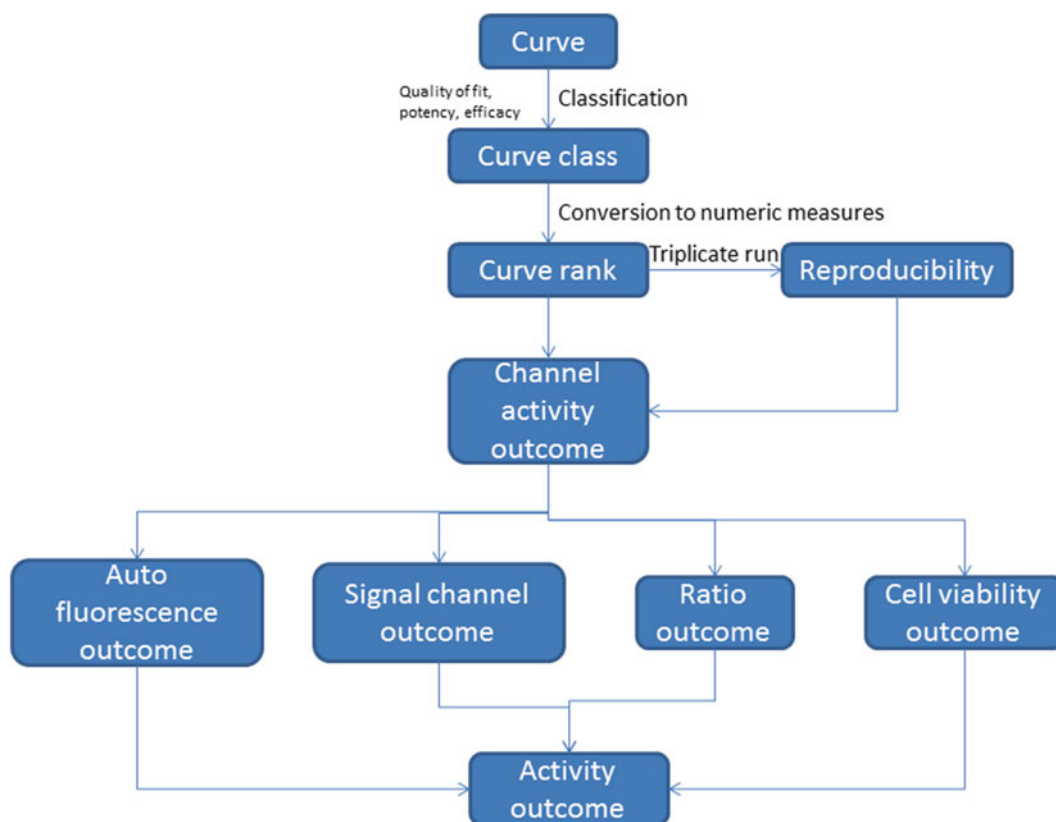 Curve
Quality of fit,
potency, efficacy
Classification
Curve class
Conversion to numeric measures
Curve rank
Triplicate run
Reproducibility
Channel
activity
outcome
Auto
fluorescence
outcome
Signal channel
outcome
Ratio
outcome
Cell viability
outcome
Activity
outcome